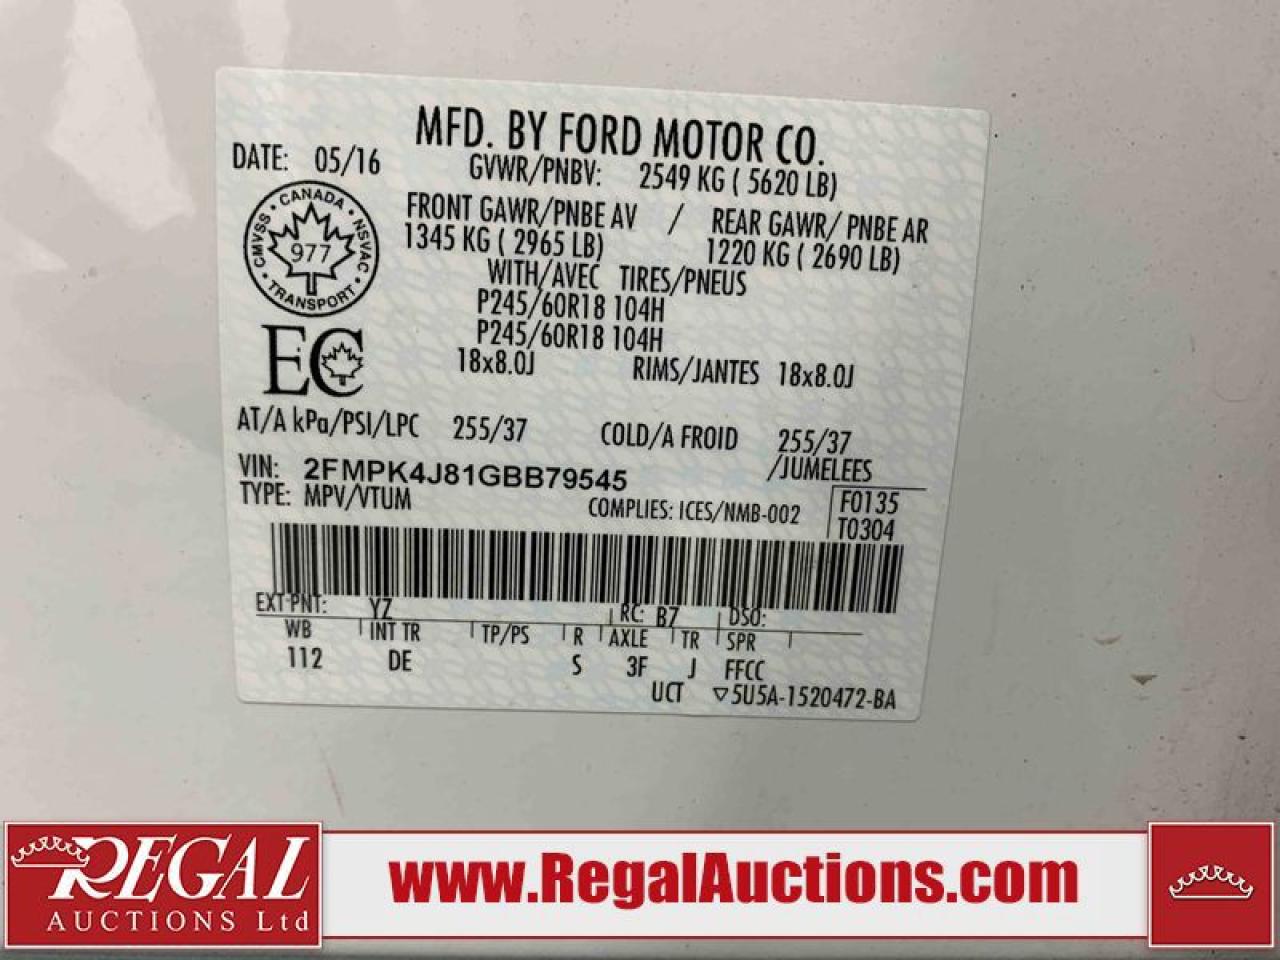 MFD. BY FORD MOTOR CO.
DATE: 05/16
GVWR/PNBV: 2549 KG ( 5620 LB)
FRONT GAWR/PNBE AV / REAR GAWR/ PNBE AR
1345 KG ( 2965 LB) 1220 KG ( 2690 LB)
WITH/AVEC TIRES/PNEUS
P245/60R18 104H
P245/60R18 104H
18x8.0J RIMS/JANTES 18x8.0J
CANADA
CMVSS 977 NSVAC
TRANSPORT
EC
AT/A kPa/PSI/LPC 255/37 COLD/A FROID 255/37
/JUMELEES
VIN: 2FMPK4J81GBB79545
TYPE: MPV/VTUM COMPLIES: ICES/NMB-002
F0135
T0304
EXT PNT: YZ RC: B7 DSO:
WB INT TR TP/PS R AXLE TR SPR
112 DE S 3F J FFCC
UCT ▽5U5A-1520472-BA
REGAL
AUCTIONS Ltd
www.RegalAuctions.com